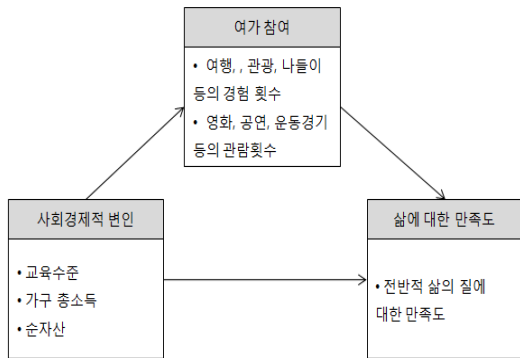 여가 참여
• 여행, , 관광, 나들이
등의 경험 횟수
• 영화, 공연, 운동경기
등의 관람횟수
사회경제적 변인
• 교육수준
• 가구 총소득
• 순자산
삶에 대한 만족도
• 전반적 삶의 질에
대한 만족도